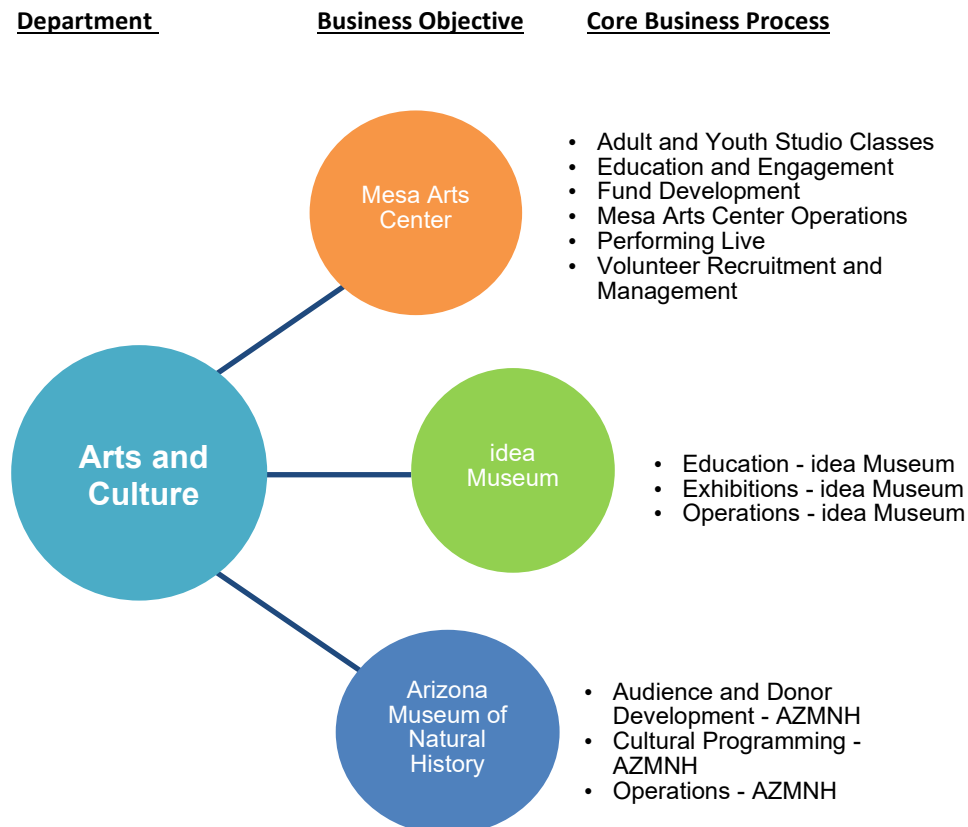 Department Business Objective Core Business Process
Mesa Arts
Center
• Adult and Youth Studio Classes
• Education and Engagement
• Fund Development
• Mesa Arts Center Operations
• Performing Live
• Volunteer Recruitment and
Management
Arts and
Culture
idea
Museum
• Education - idea Museum
• Exhibitions - idea Museum
• Operations - idea Museum
Arizona
Museum of
Natural
History
• Audience and Donor
Development - AZMNH
• Cultural Programming -
AZMNH
• Operations - AZMNH